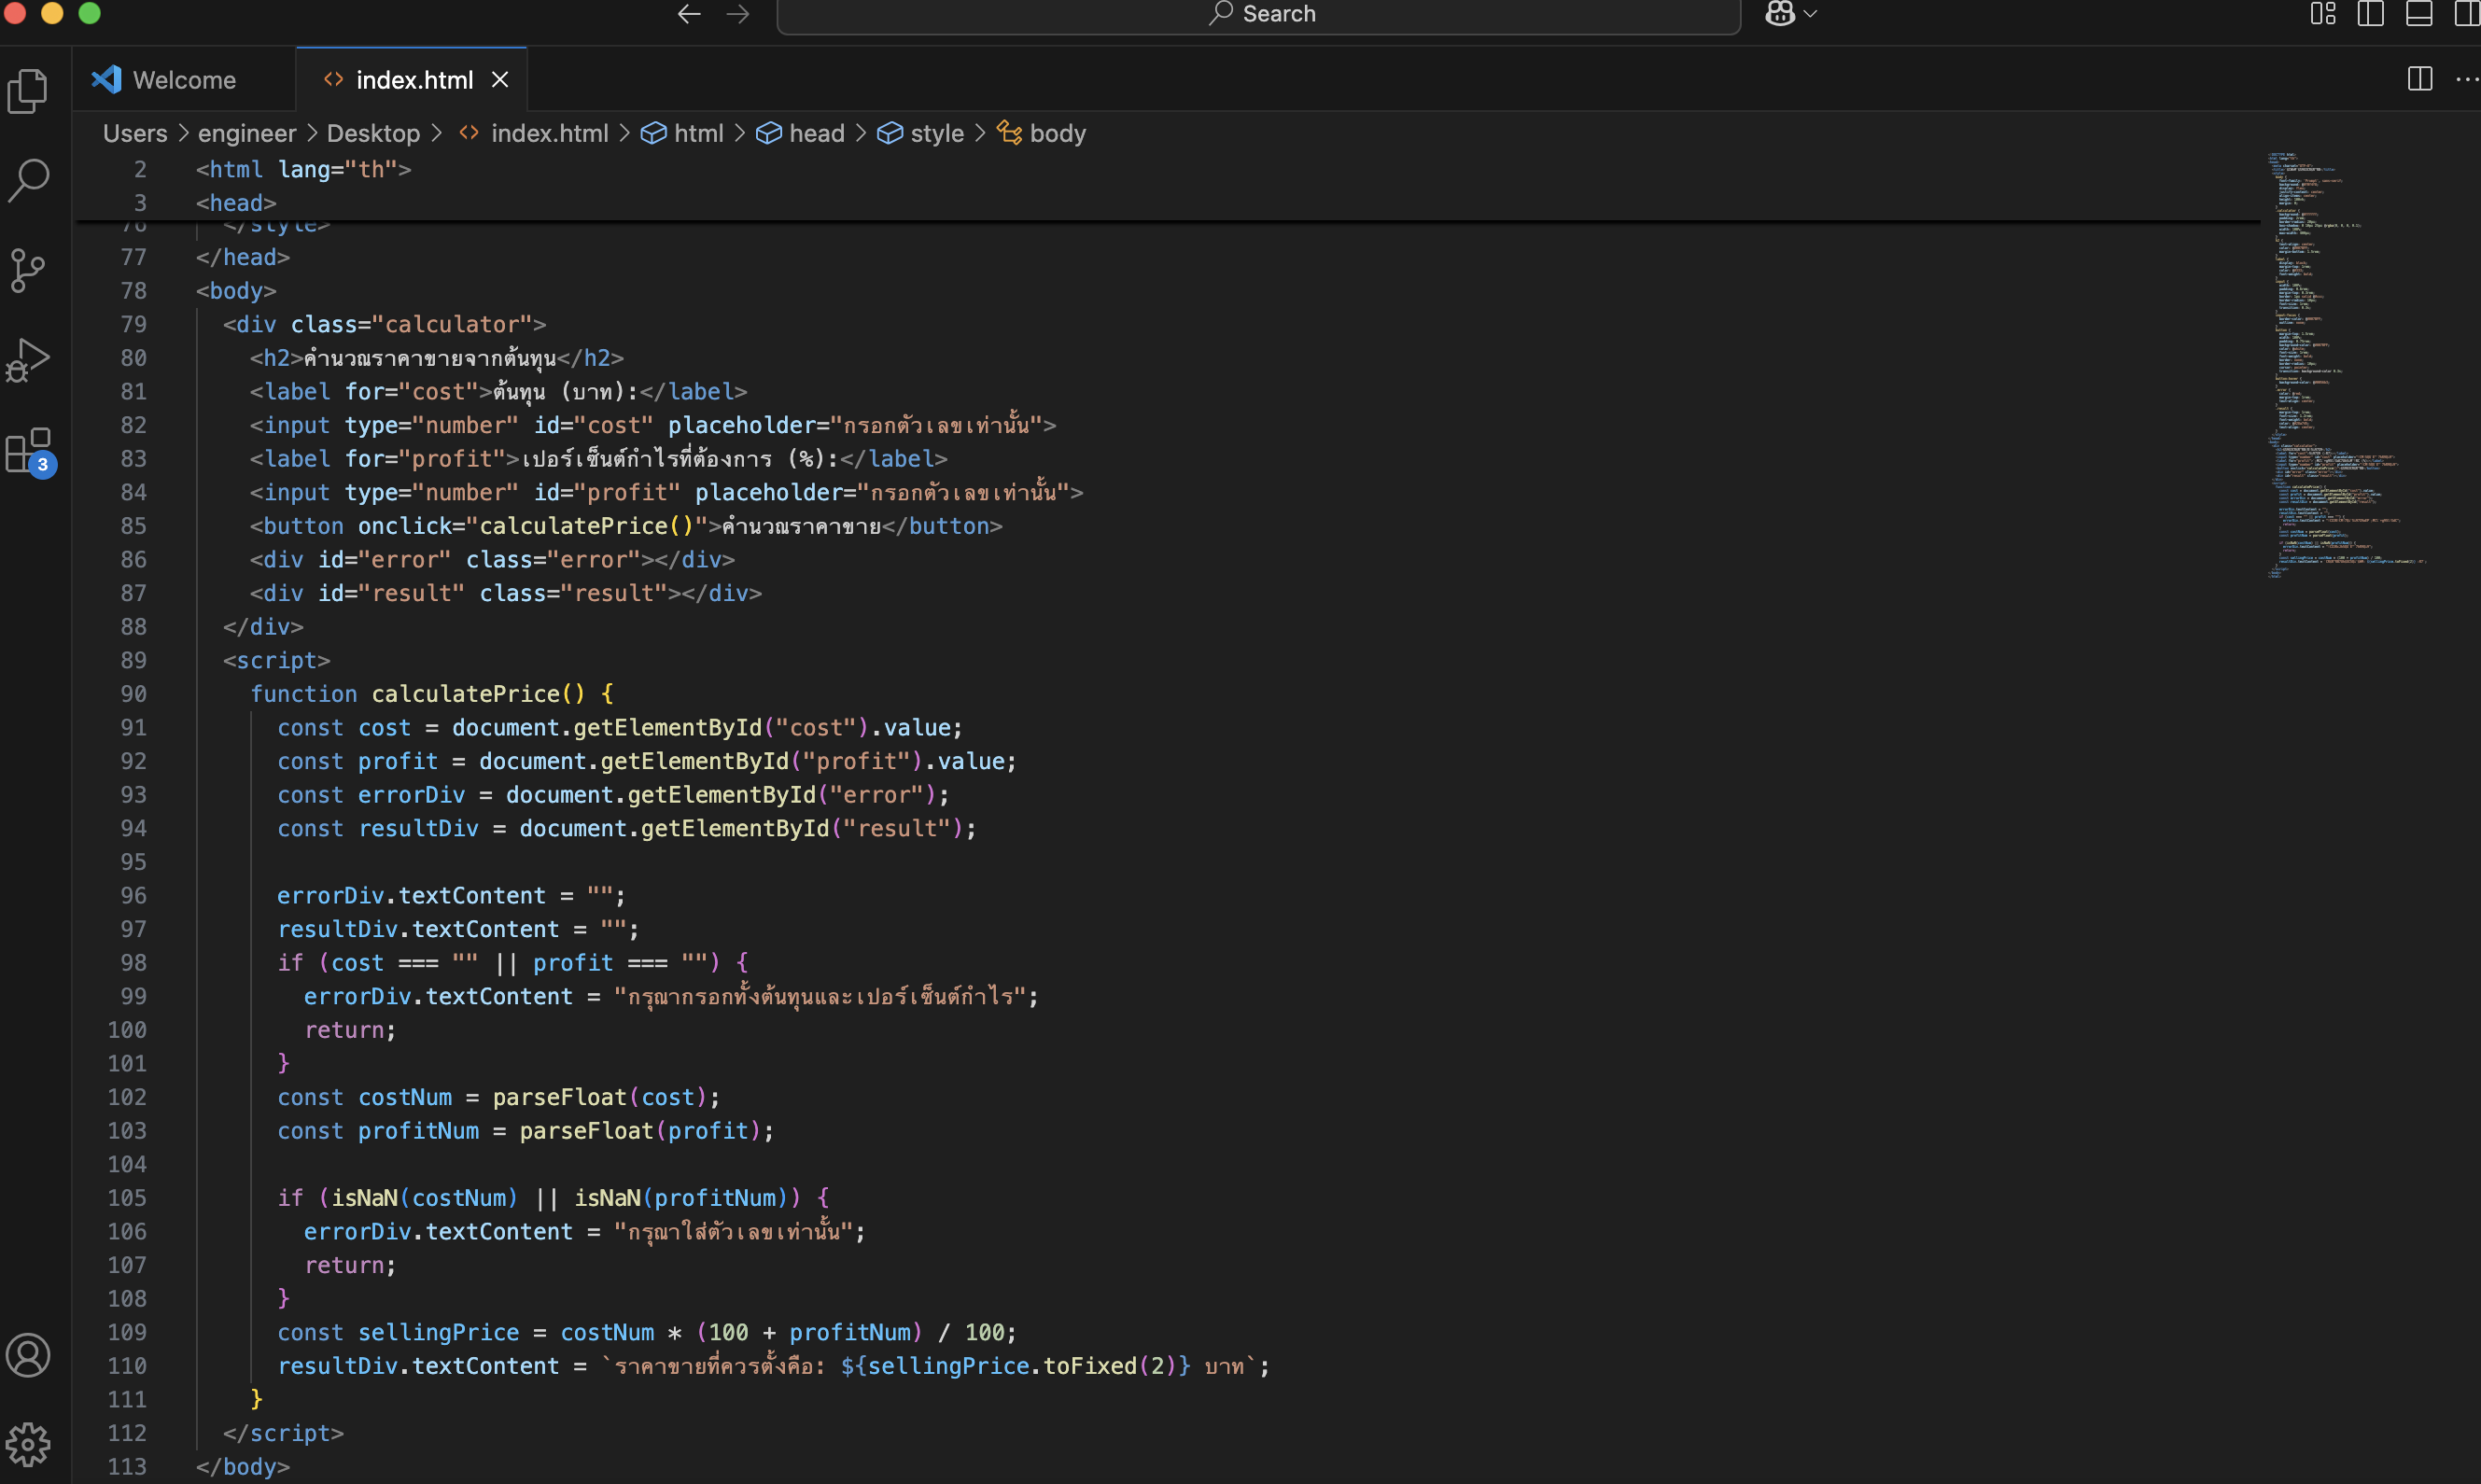 Search
Welcome
index.html
Users > engineer > Desktop > index.html > html > head > style > body
2 <html lang="th">
3 <head>
76 </style>
77 </head>
78 <body>
79 <div class="calculator">
80 <h2>คำนวณราคาขายจากต้นทุน</h2>
81 <label for="cost">ต้นทุน (บาท):</label>
82 <input type="number" id="cost" placeholder="กรอกตัวเลขเท่านั้น">
83 <label for="profit">เปอร์เซ็นต์กำไรที่ต้องการ (%):</label>
84 <input type="number" id="profit" placeholder="กรอกตัวเลขเท่านั้น">
85 <button onclick="calculatePrice()">คำนวณราคาขาย</button>
86 <div id="error" class="error"></div>
87 <div id="result" class="result"></div>
88 </div>
89 <script>
90 function calculatePrice() {
91 const cost = document.getElementById("cost").value;
92 const profit = document.getElementById("profit").value;
93 const errorDiv = document.getElementById("error");
94 const resultDiv = document.getElementById("result");
95
96 errorDiv.textContent = "";
97 resultDiv.textContent = "";
98 if (cost === "" || profit === "") {
99 errorDiv.textContent = "กรุณากรอกทั้งต้นทุนและเปอร์เซ็นต์กำไร";
100 return;
101 }
102 const costNum = parseFloat(cost);
103 const profitNum = parseFloat(profit);
104
105 if (isNaN(costNum) || isNaN(profitNum)) {
106 errorDiv.textContent = "กรุณาใส่ตัวเลขเท่านั้น";
107 return;
108 }
109 const sellingPrice = costNum * (100 + profitNum) / 100;
110 resultDiv.textContent = `ราคาขายที่ควรตั้งคือ: ${sellingPrice.toFixed(2)} บาท`;
111 }
112 </script>
113 </body>
3